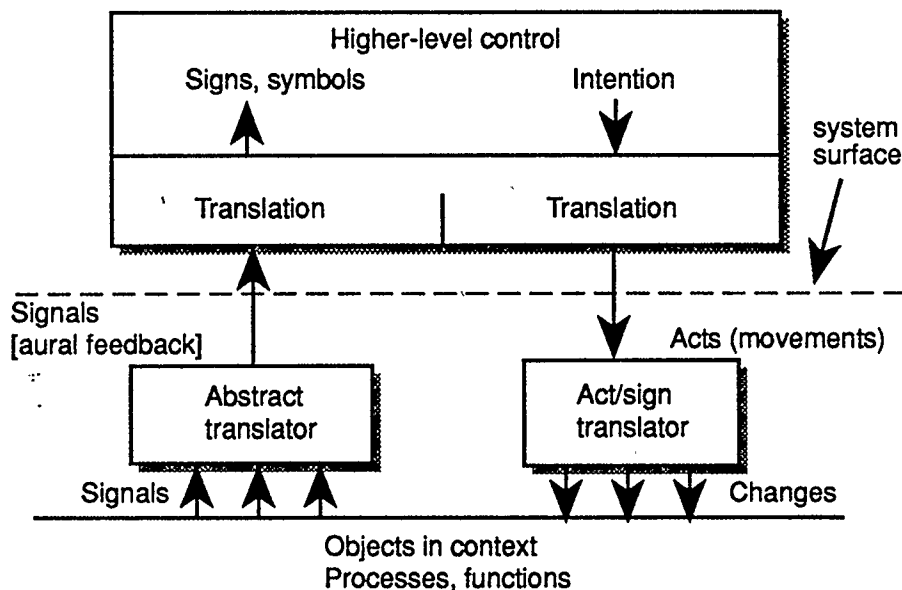 Higher-level control
Signs, symbols
Intention
system
surface
Translation
Translation
Signals
[aural feedback]
Acts (movements)
Abstract
translator
Act/sign
translator
Signals
Changes
Objects in context
Processes, functions